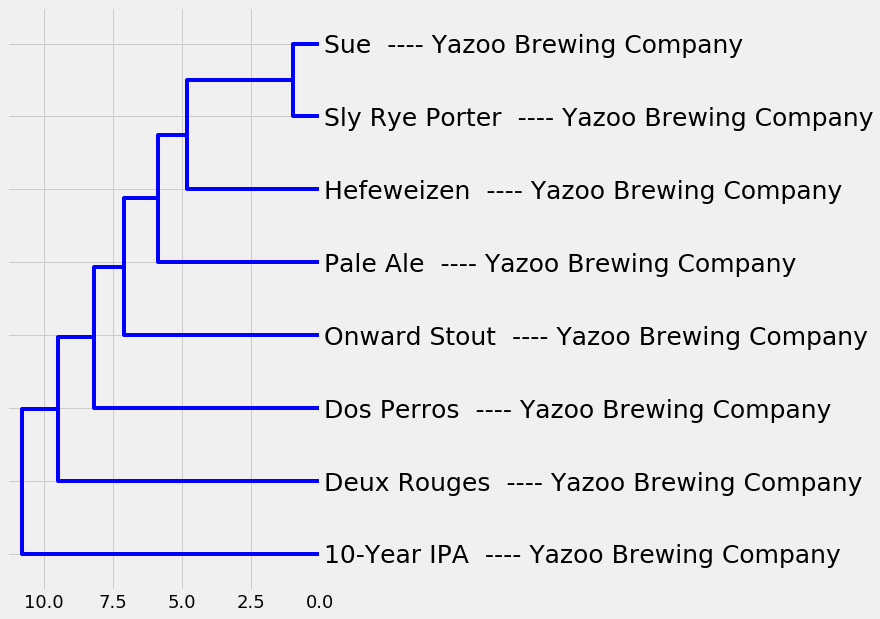 Sue  ---- Yazoo Brewing Company
Sly Rye Porter  ---- Yazoo Brewing Company
Hefeweizen  ---- Yazoo Brewing Company
Pale Ale  ---- Yazoo Brewing Company
Onward Stout  ---- Yazoo Brewing Company
Dos Perros  ---- Yazoo Brewing Company
Deux Rouges  ---- Yazoo Brewing Company
10-Year IPA  ---- Yazoo Brewing Company
10.0 7.5 5.0 2.5 0.0